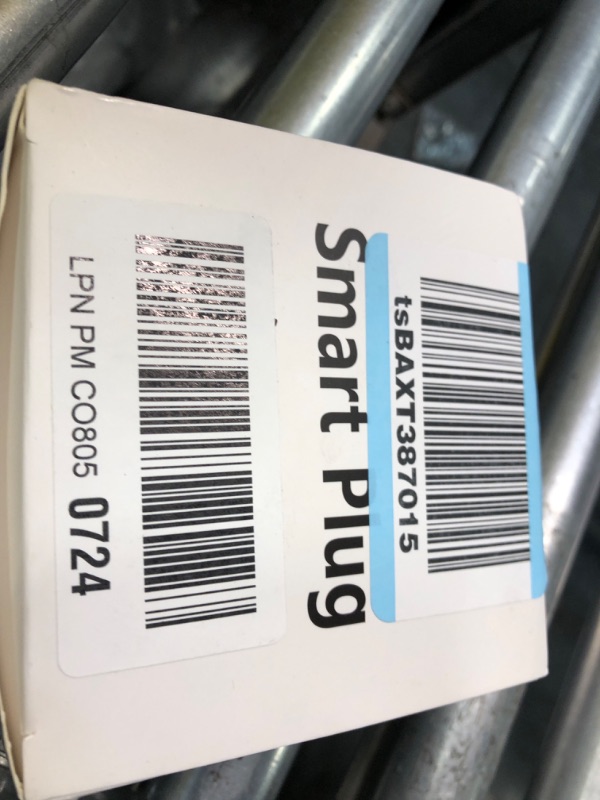 tsBAXT387015
Smart Plug
LPN PM CO805 0724